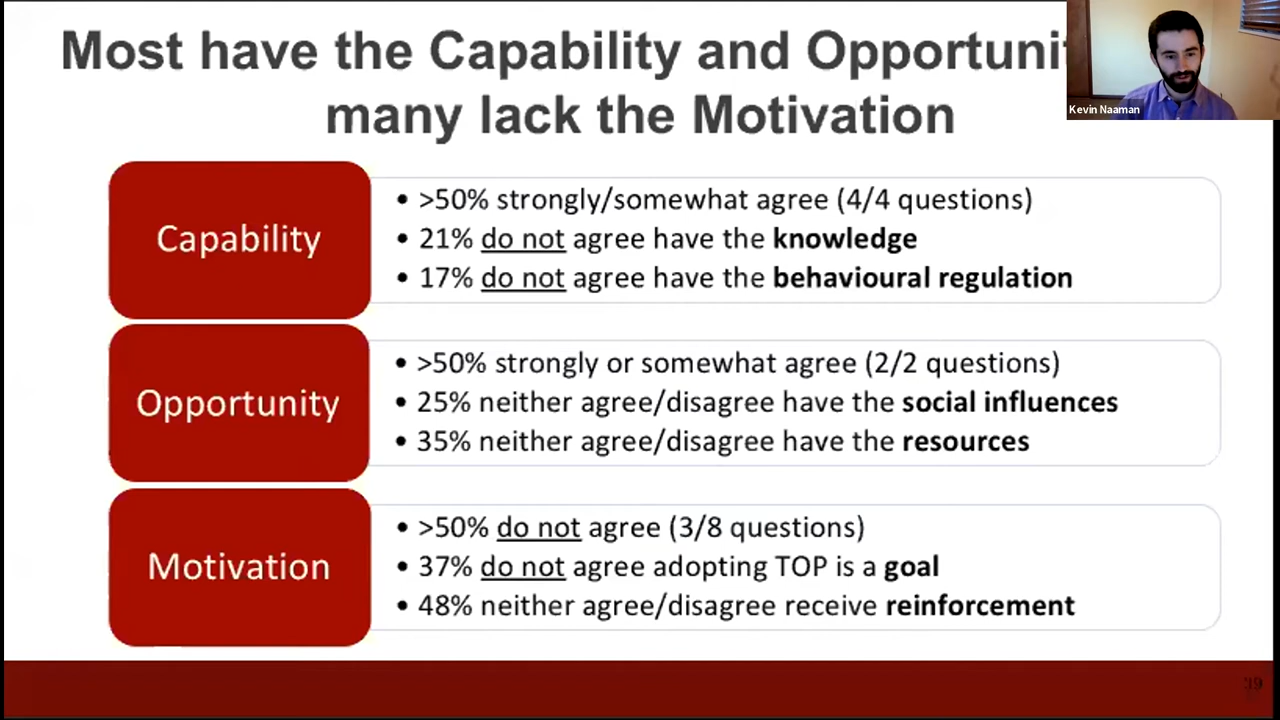 Most have the Capability and Opportuni
many lack the Motivation
Kevin Naaman
Capability
• >50% strongly/somewhat agree (4/4 questions)
• 21% do not agree have the knowledge
• 17% do not agree have the behavioural regulation
Opportunity
• >50% strongly or somewhat agree (2/2 questions)
• 25% neither agree/disagree have the social influences
• 35% neither agree/disagree have the resources
Motivation
• >50% do not agree (3/8 questions)
• 37% do not agree adopting TOP is a goal
• 48% neither agree/disagree receive reinforcement
39